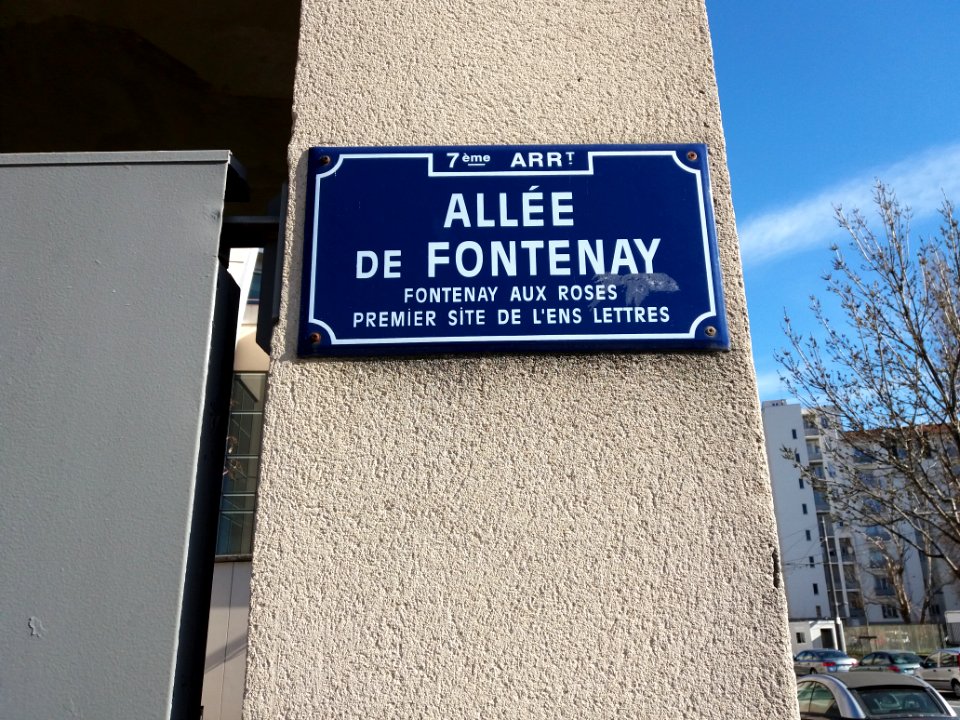 7ème ARRT
ALLÉE
DE FONTENAY
FONTENAY AUX ROSES
PREMIER SITE DE L'ENS LETTRES